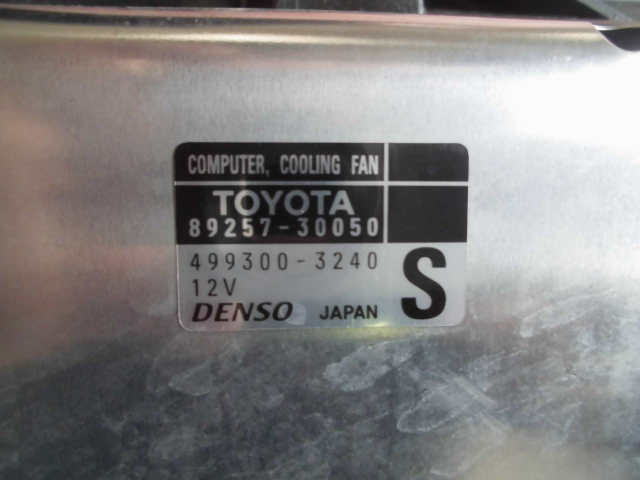 COMPUTER, COOLING FAN
TOYOTA
89257-30050
499300-3240
12V
S
DENSO JAPAN